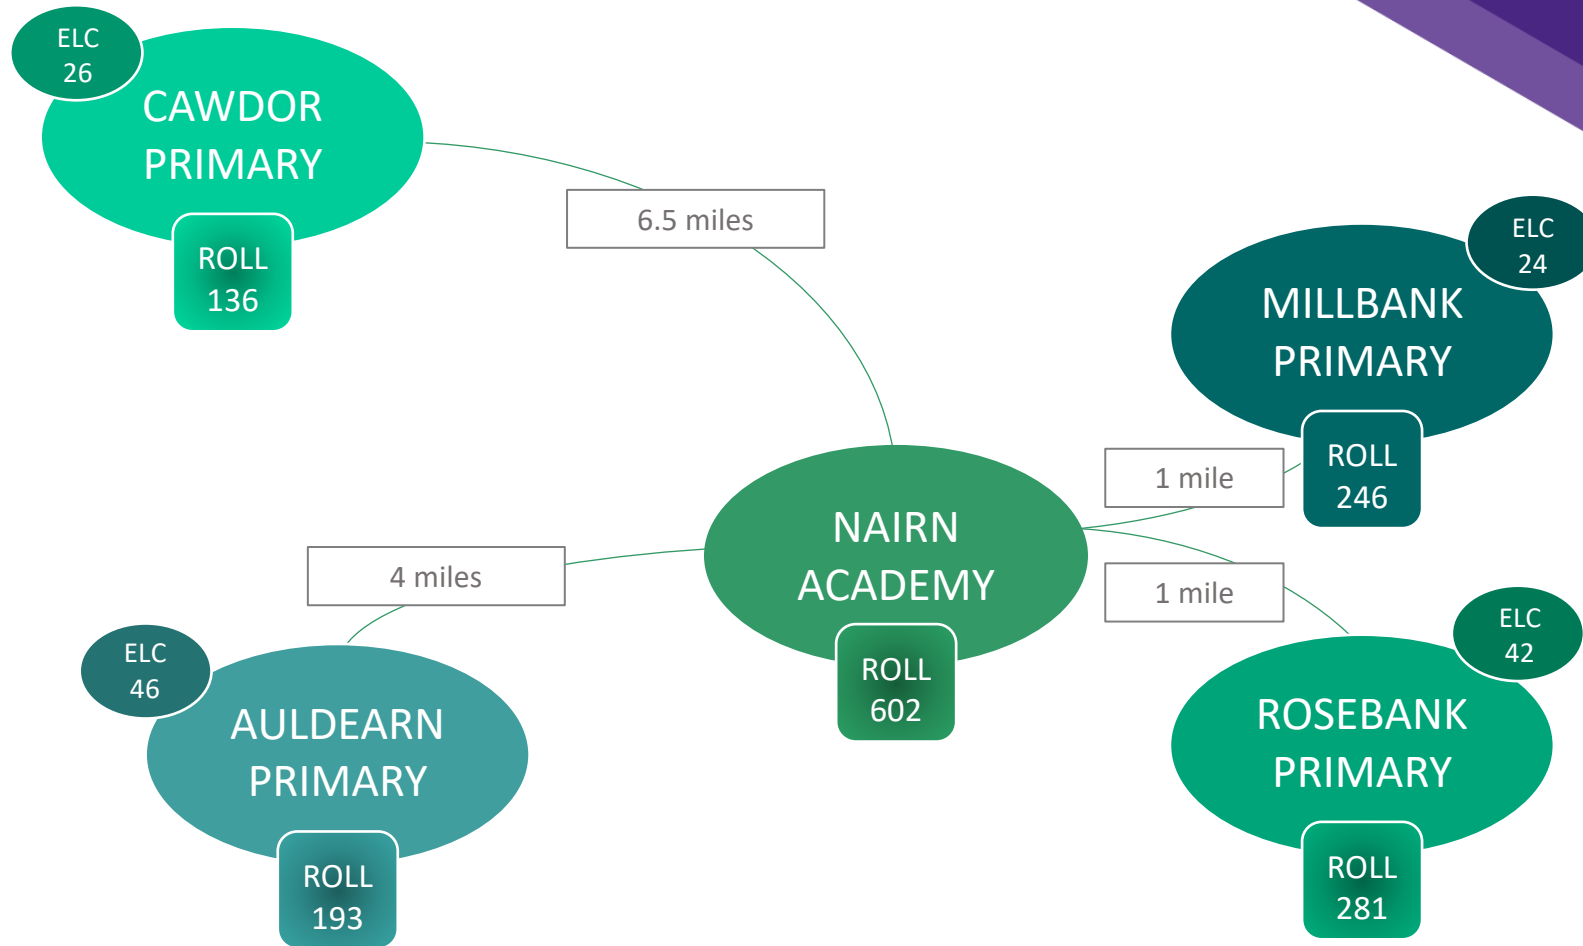 ELC
26
CAWDOR
PRIMARY
ROLL
136
6.5 miles
ELC
24
MILLBANK
PRIMARY
ROLL
246
1 mile
NAIRN
ACADEMY
ROLL
602
4 miles
1 mile
ELC
46
AULDEARN
PRIMARY
ROLL
193
ELC
42
ROSEBANK
PRIMARY
ROLL
281